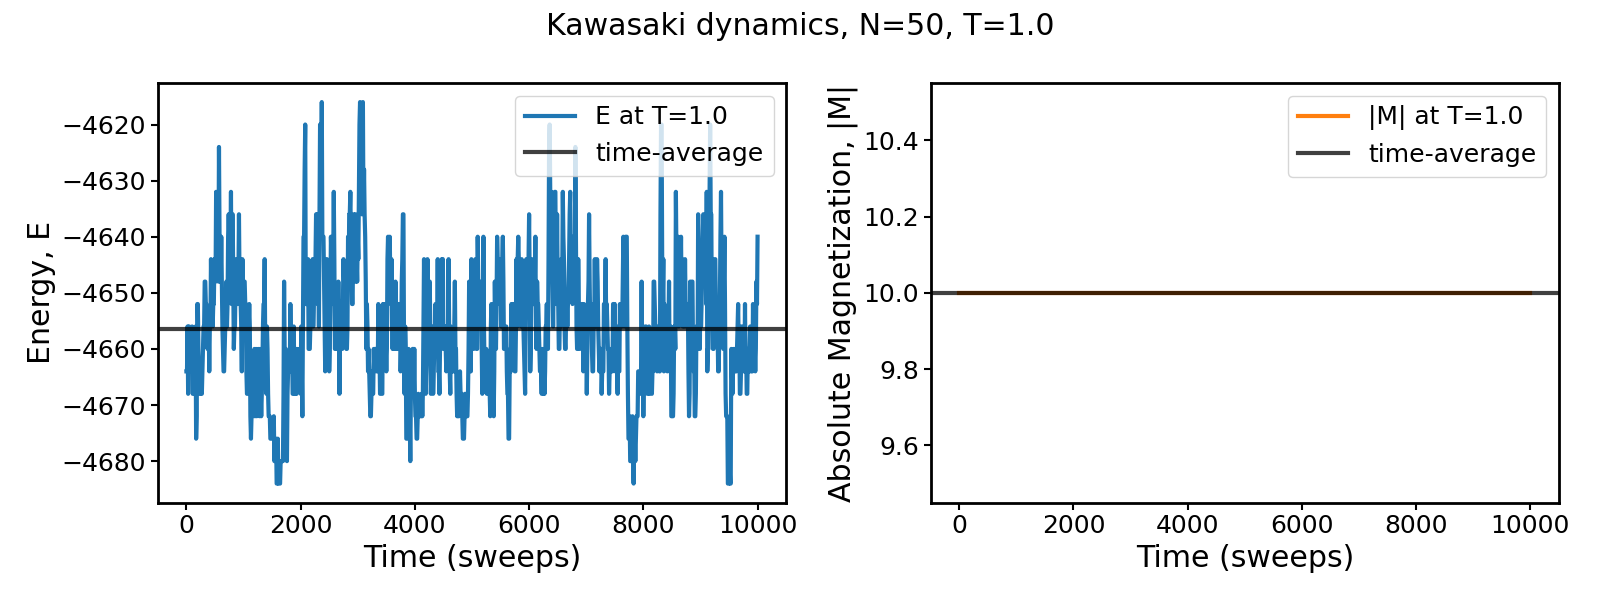 Kawasaki dynamics, N=50, T=1.0
Energy, E
−4620
−4630
−4640
−4650
−4660
−4670
−4680
E at T=1.0
time-average
0
2000
4000
6000
8000
10000
Time (sweeps)
Absolute Magnetization, |M|
10.4
10.2
10.0
9.8
9.6
|M| at T=1.0
time-average
0
2000
4000
6000
8000
10000
Time (sweeps)